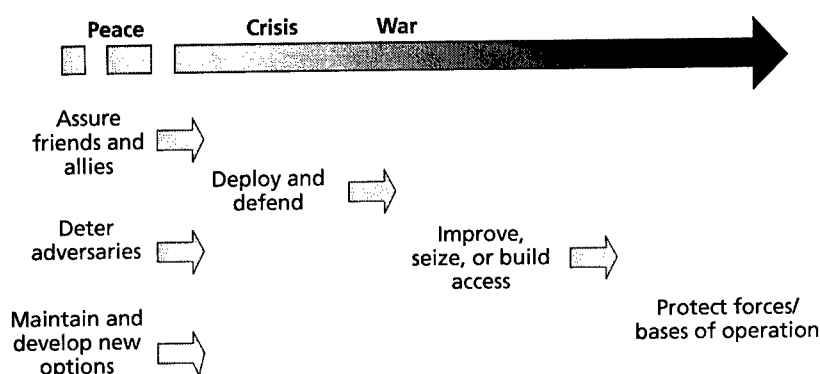 Peace Crisis War
Assure
friends and
allies
Deploy and
defend
Deter
adversaries
Improve,
seize, or build
access
Maintain and
develop new
options
Protect forces/
bases of operation